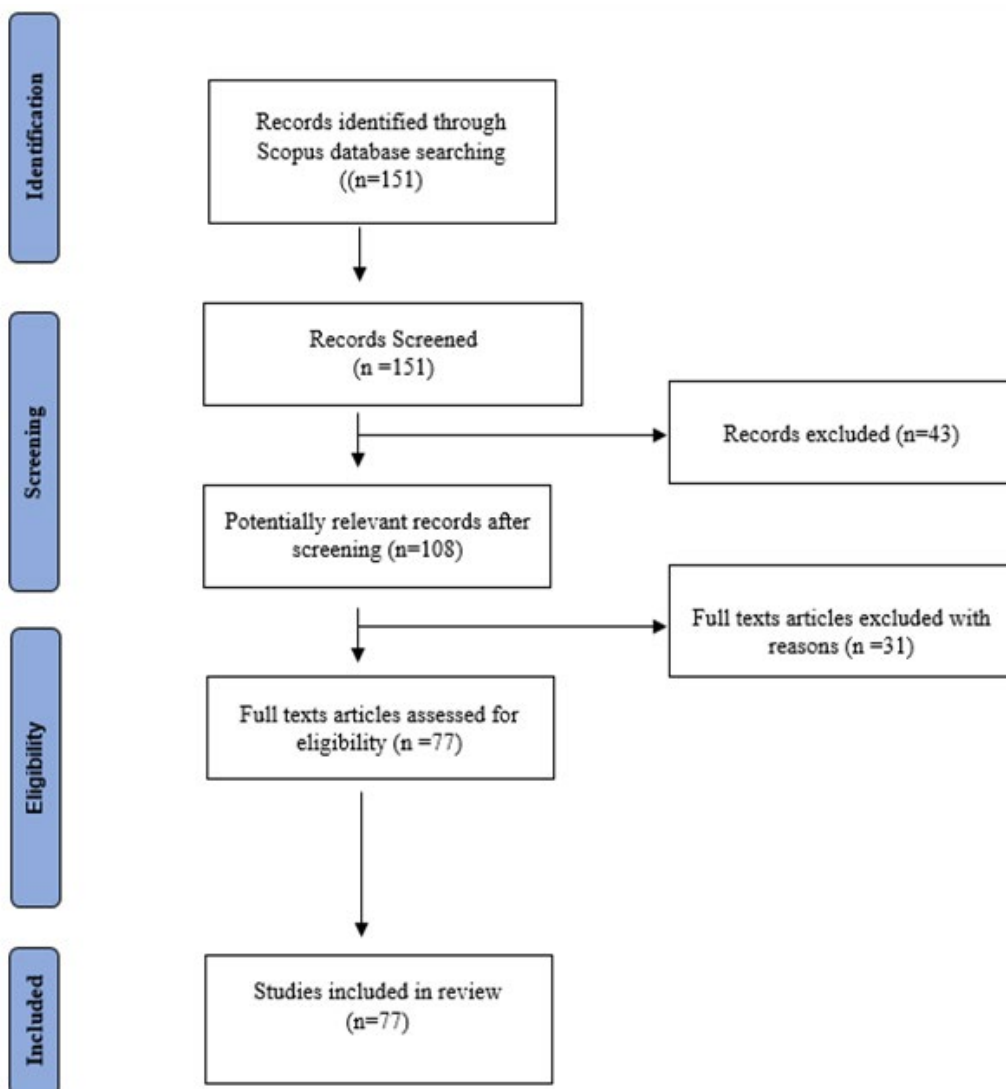 Identification
Records identified through
Scopus database searching
((n=151)
Screening
Records Screened
(n =151)
Records excluded (n=43)
Potentially relevant records after
screening (n=108)
Full texts articles excluded with
reasons (n =31)
Eligibility
Full texts articles assessed for
eligibility (n =77)
Included
Studies included in review
(n=77)